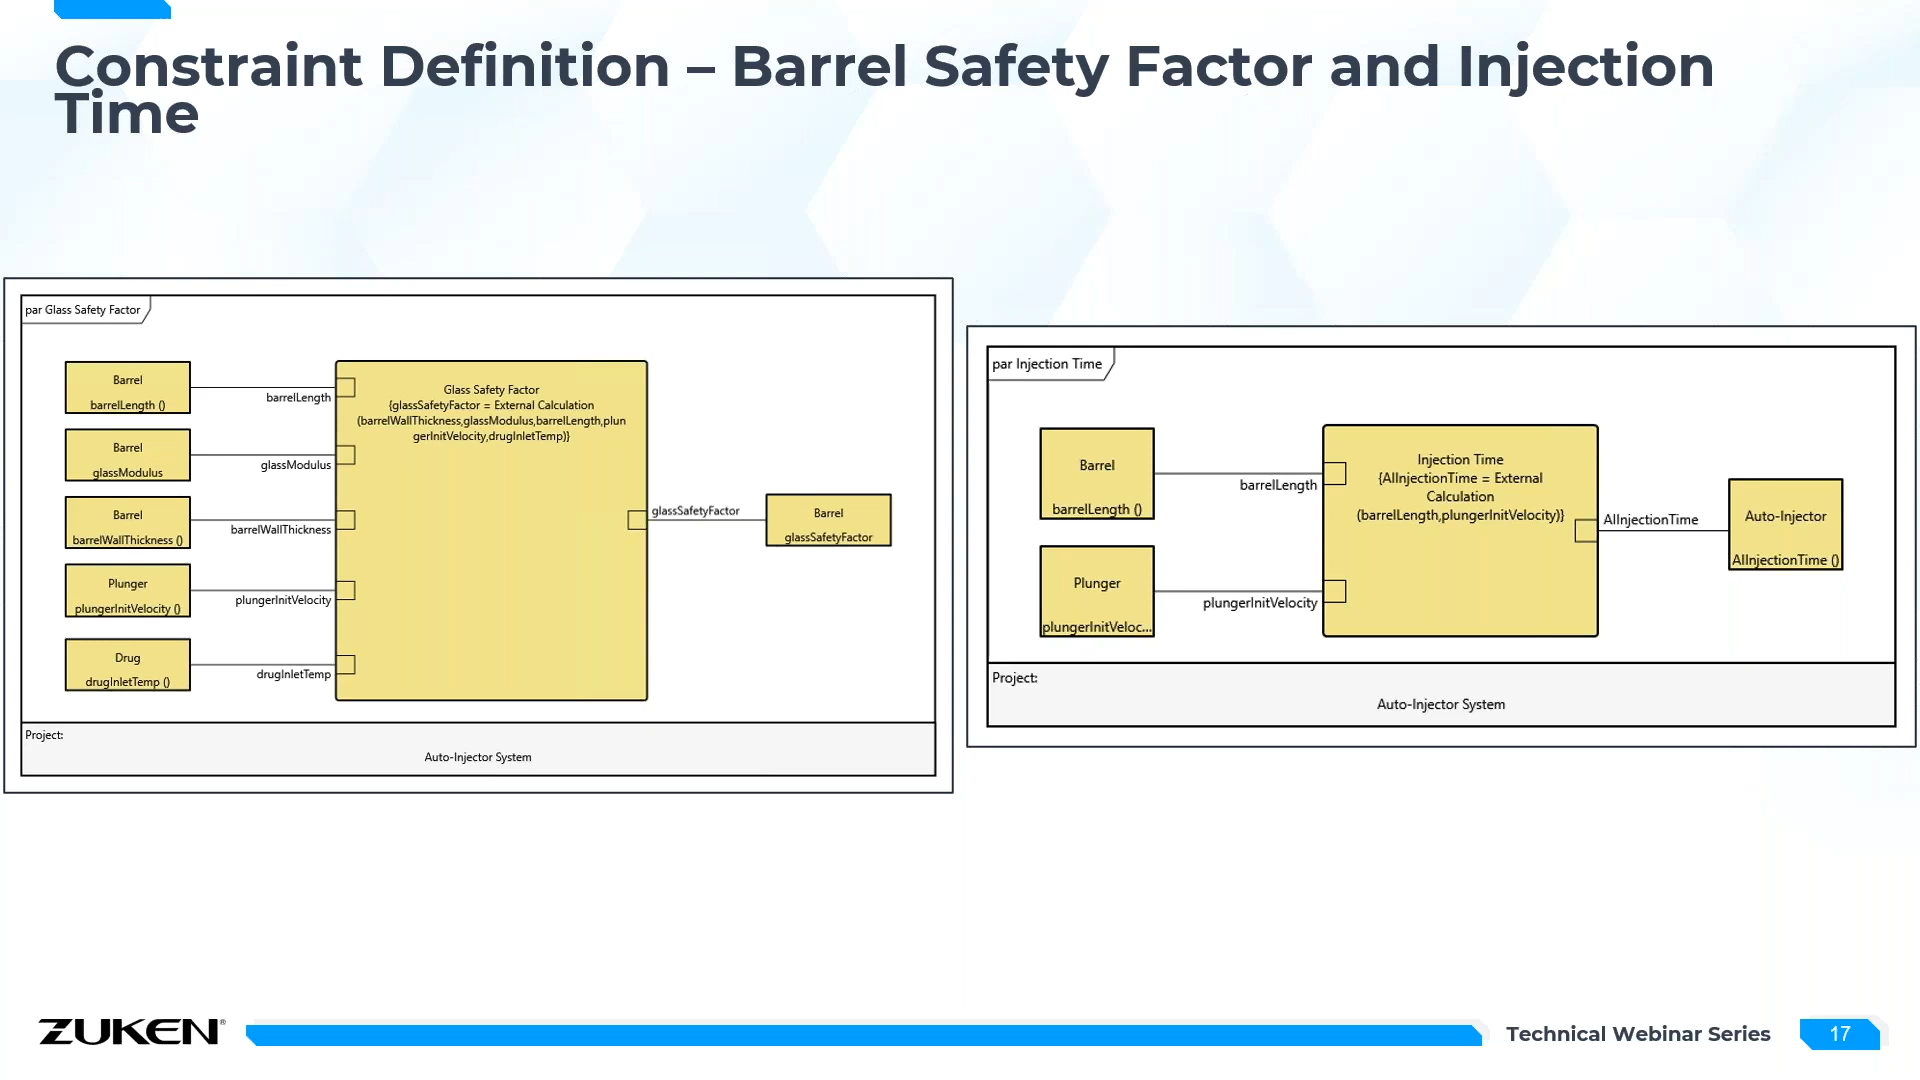 Constraint Definition – Barrel Safety Factor and Injection
Time
par Glass Safety Factor
Barrel
barrelLength ()
barrelLength
Barrel
glassModulus
glassModulus
Barrel
barrelWallThickness ()
barrelWallThickness
Plunger
plungerInitVelocity ()
plungerInitVelocity
Drug
drugInletTemp ()
drugInletTemp
Glass Safety Factor
{glassSafetyFactor = External Calculation
(barrelWallThickness,glassModulus,barrelLength,plun
gerInitVelocity,drugInletTemp)}
glassSafetyFactor
Barrel
glassSafetyFactor
Project:
Auto-Injector System
par Injection Time
Barrel
barrelLength ()
barrelLength
Plunger
plungerInitVeloc...
plungerInitVelocity
Injection Time
{AIInjectionTime = External
Calculation
(barrelLength,plungerInitVelocity)}
AIInjectionTime
Auto-Injector
AIInjectionTime ()
Project:
Auto-Injector System
ZUKEN®
Technical Webinar Series
17